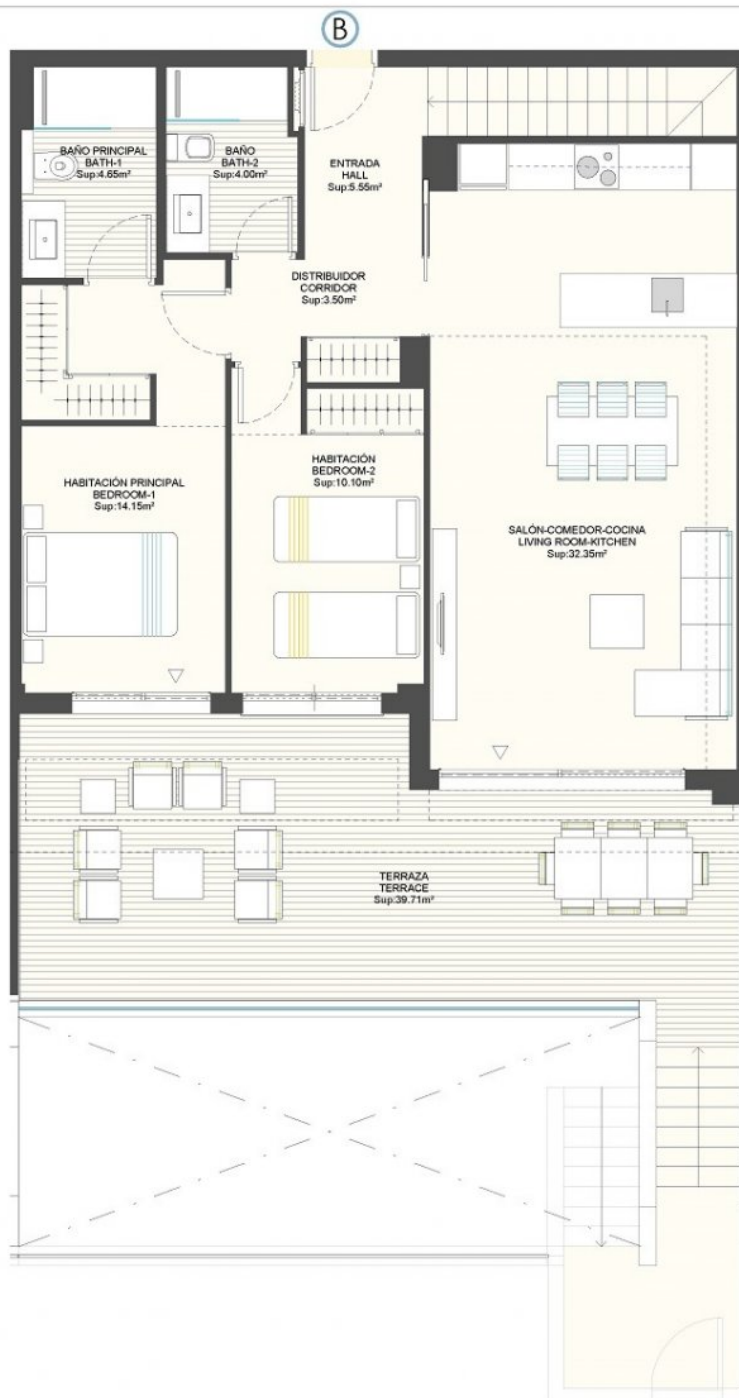 B
BAÑO PRINCIPAL
BATH-1
Sup:4.65m²
BAÑO
BATH-2
Sup:4.00m²
ENTRADA
HALL
Sup:5.55m²
DISTRIBUIDOR
CORRIDOR
Sup:3.50m²
HABITACIÓN PRINCIPAL
BEDROOM-1
Sup:14.15m²
HABITACIÓN
BEDROOM-2
Sup:10.10m²
SALÓN-COMEDOR-COCINA
LIVING ROOM-KITCHEN
Sup:32.35m²
TERRAZA
TERRACE
Sup:39.71m²